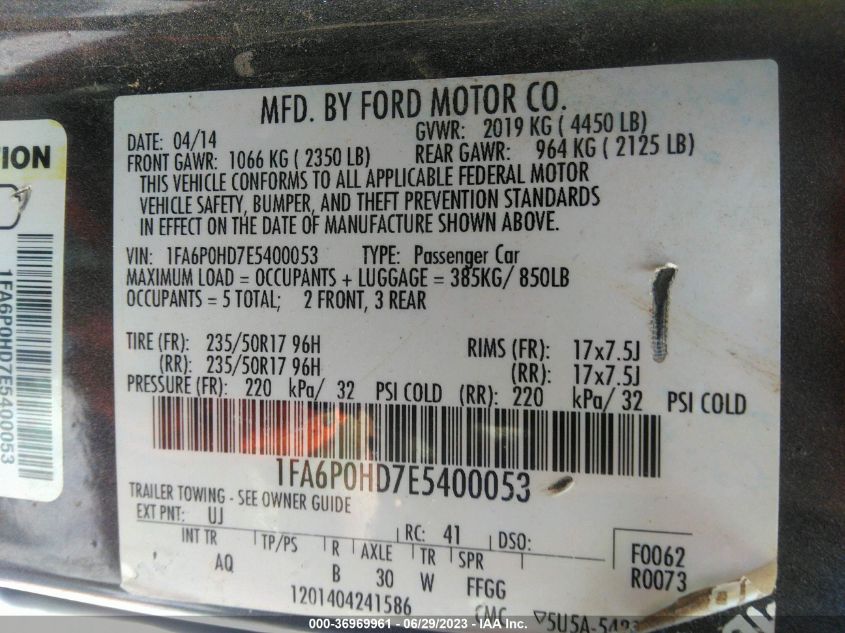 MFD. BY FORD MOTOR CO.
DATE: 04/14
GVWR: 2019 KG ( 4450 LB)
FRONT GAWR: 1066 KG ( 2350 LB)
REAR GAWR: 964 KG ( 2125 LB)
THIS VEHICLE CONFORMS TO ALL APPLICABLE FEDERAL MOTOR
VEHICLE SAFETY, BUMPER, AND THEFT PREVENTION STANDARDS
IN EFFECT ON THE DATE OF MANUFACTURE SHOWN ABOVE.
VIN: 1FA6P0HD7E5400053 TYPE: Passenger Car
MAXIMUM LOAD = OCCUPANTS + LUGGAGE = 385KG/ 850LB
OCCUPANTS = 5 TOTAL; 2 FRONT, 3 REAR
TIRE (FR): 235/50R17 96H RIMS (FR): 17x7.5J
(RR): 235/50R17 96H (RR): 17x7.5J
PRESSURE (FR): 220 kPa/ 32 PSI COLD (RR): 220 kPa/ 32 PSI COLD
1FA6P0HD7E5400053
TRAILER TOWING - SEE OWNER GUIDE
EXT PNT: UJ RC: 41 DSO:
INT TR TP/PS R AXLE TR SPR F0062
AQ B 30 W FFGG R0073
1201404241586 CMC 5U5A-542
TION
1FA6P0HD7E5400053
000-36969961 - 06/29/2023 - IAA Inc.